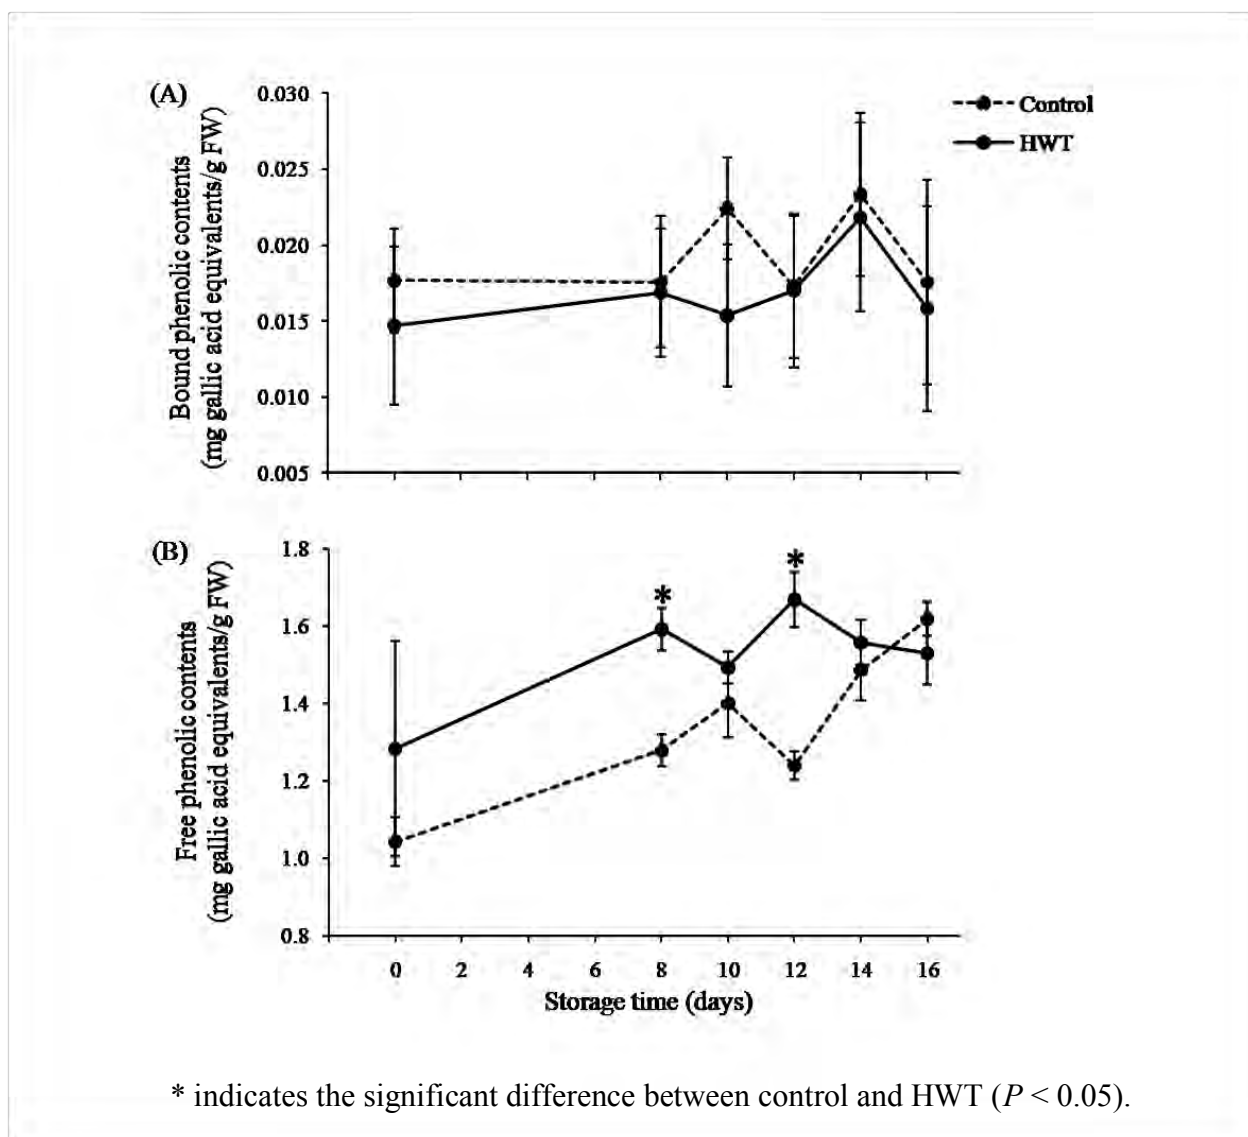 (A)
Bound phenolic contents
(mg gallic acid equivalents/g FW)
0.030
0.025
0.020
0.015
0.010
0.005
Control
HWT
(B)
Free phenolic contents
(mg gallic acid equivalents/g FW)
1.8
1.6
1.4
1.2
1.0
0.8
*
*
0 2 4 6 8 10 12 14 16
Storage time (days)
* indicates the significant difference between control and HWT (P < 0.05).